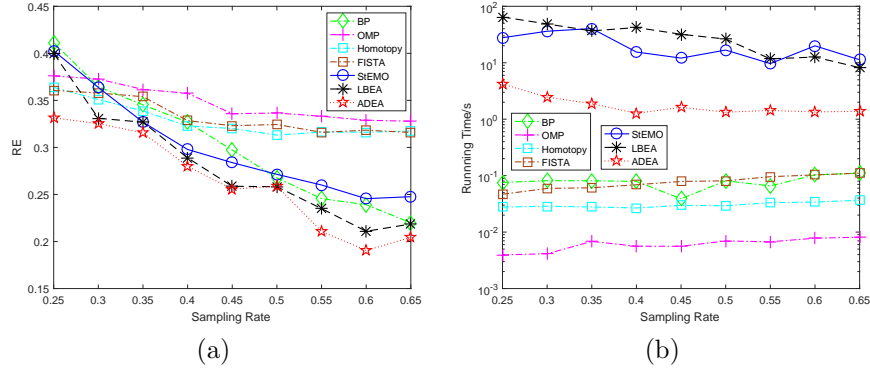 0.45
0.4
0.35
0.3
0.25
0.2
0.15
RE
0.25 0.3 0.35 0.4 0.45 0.5 0.55 0.6 0.65
Sampling Rate
BP
OMP
Homotopy
FISTA
StEMO
LBEA
ADEA
(a)
10^2
10^1
10^0
10^-1
10^-2
10^-3
Runnning Time/s
BP
OMP
Homotopy
FISTA
StEMO
LBEA
ADEA
0.25 0.3 0.35 0.4 0.45 0.5 0.55 0.6 0.65
Sampling Rate
(b)